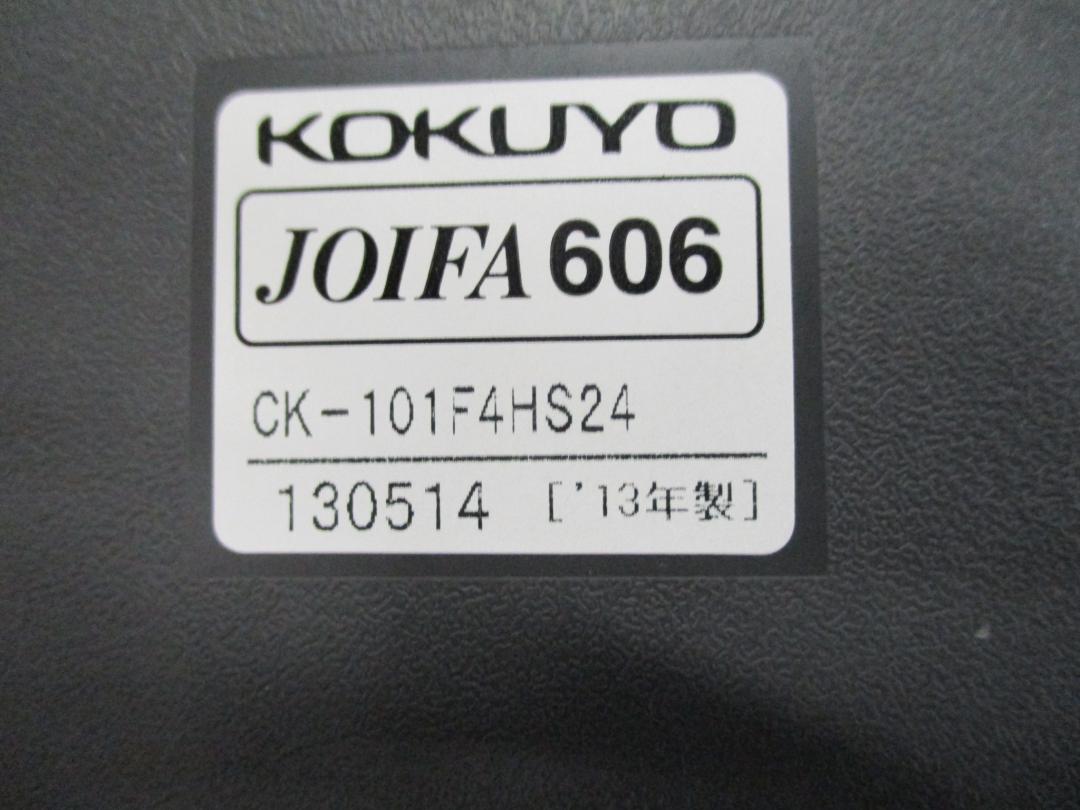 KOKUYO
JOIFA 606
CK-101F4HS24
130514 ['13年製]